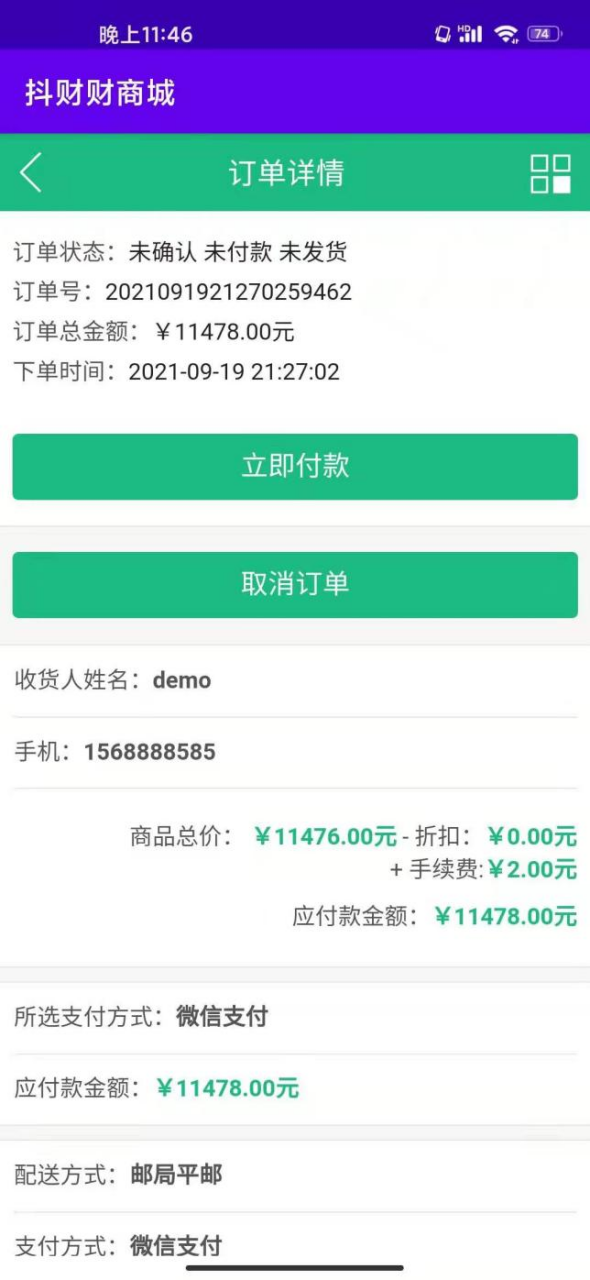 晚上11:46
HD
74
抖财财商城
订单详情
订单状态：未确认 未付款 未发货
订单号：2021091921270259462
订单总金额：￥11478.00元
下单时间：2021-09-19 21:27:02
立即付款
取消订单
收货人姓名：demo
手机：1568888585
商品总价：￥11476.00元 - 折扣：￥0.00元
+ 手续费:￥2.00元
应付款金额：￥11478.00元
所选支付方式：微信支付
应付款金额：￥11478.00元
配送方式：邮局平邮
支付方式：微信支付